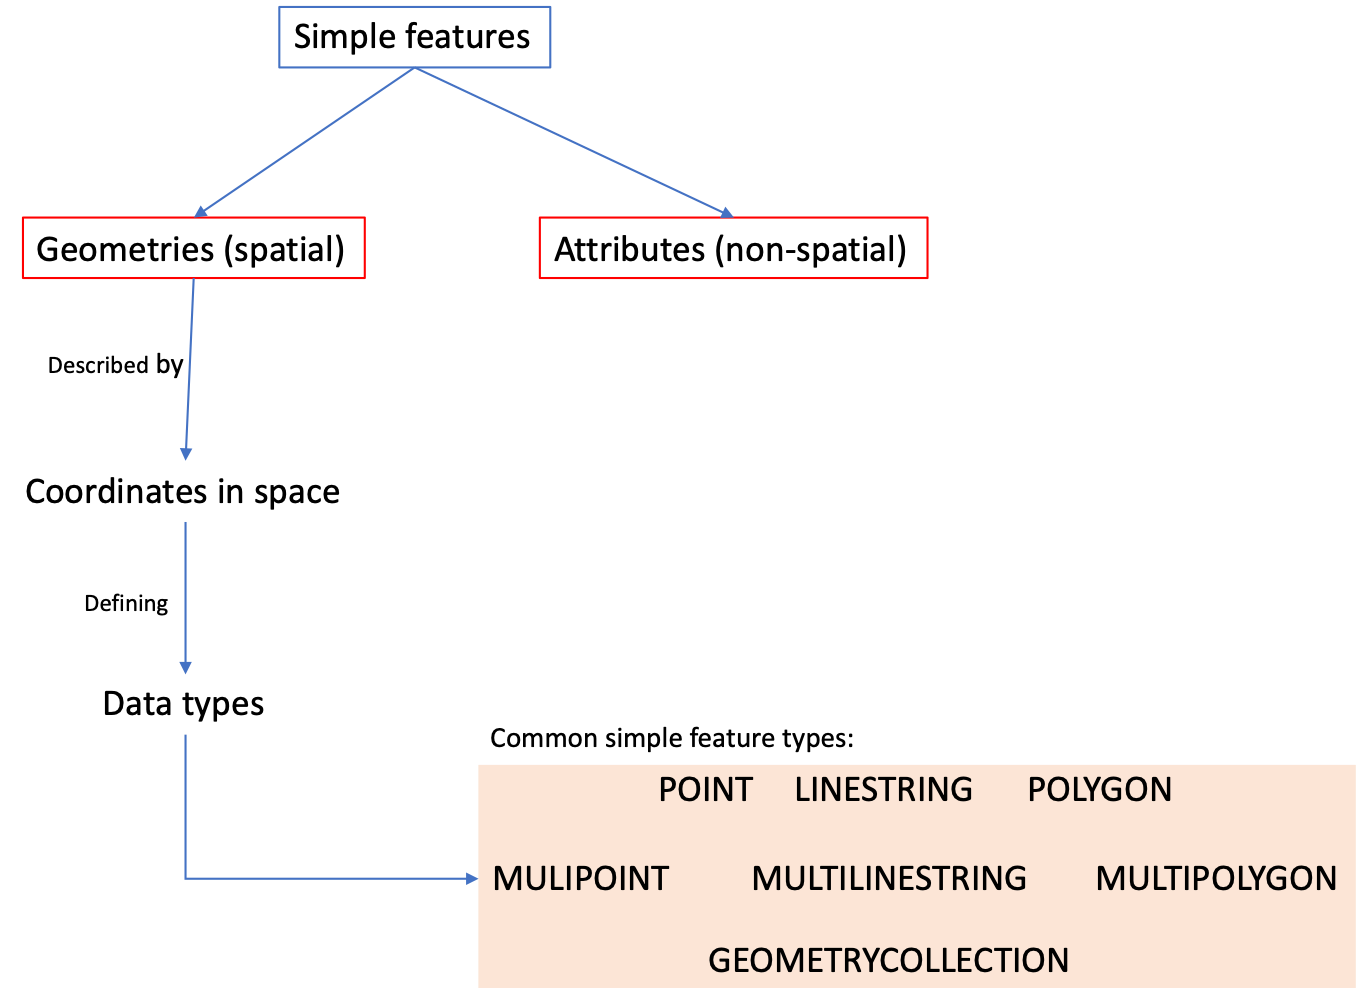 Simple features
Geometries (spatial)
Attributes (non-spatial)
Described by
Coordinates in space
Defining
Data types
Common simple feature types:
POINT LINESTRING POLYGON
MULIPOINT MULTILINESTRING MULTIPOLYGON
GEOMETRYCOLLECTION